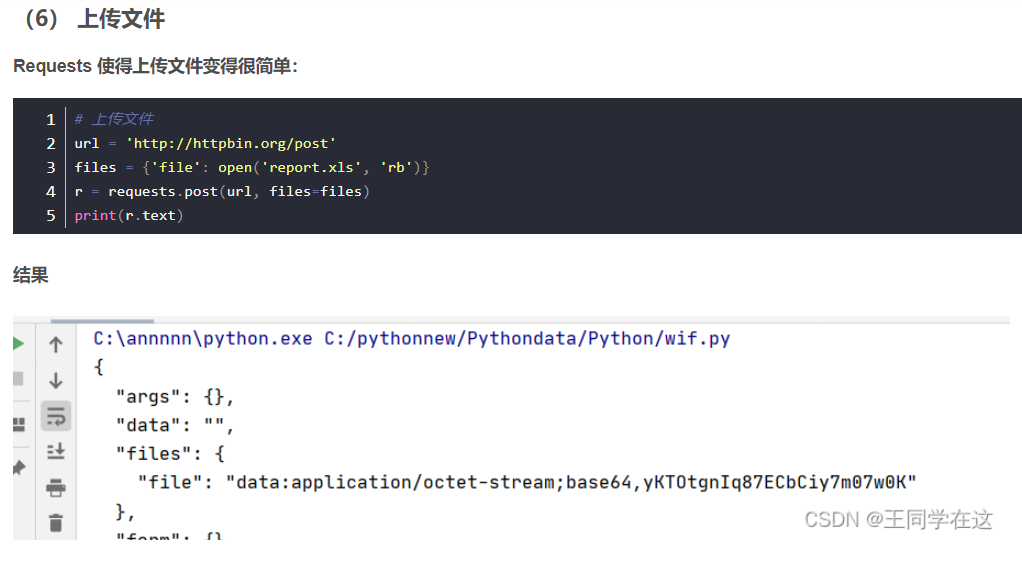 （6） 上传文件
Requests 使得上传文件变得很简单：
1 # 上传文件
2 url = 'http://httpbin.org/post'
3 files = {'file': open('report.xls', 'rb')}
4 r = requests.post(url, files=files)
5 print(r.text)
结果
C:\annnnn\python.exe C:/pythonnew/Pythondata/Python/wif.py
{
"args": {},
"data": "",
"files": {
"file": "data:application/octet-stream;base64,yKTOtgnIq87ECbCiy7m07w0K"
},
"form": {}
CSDN @王同学在这